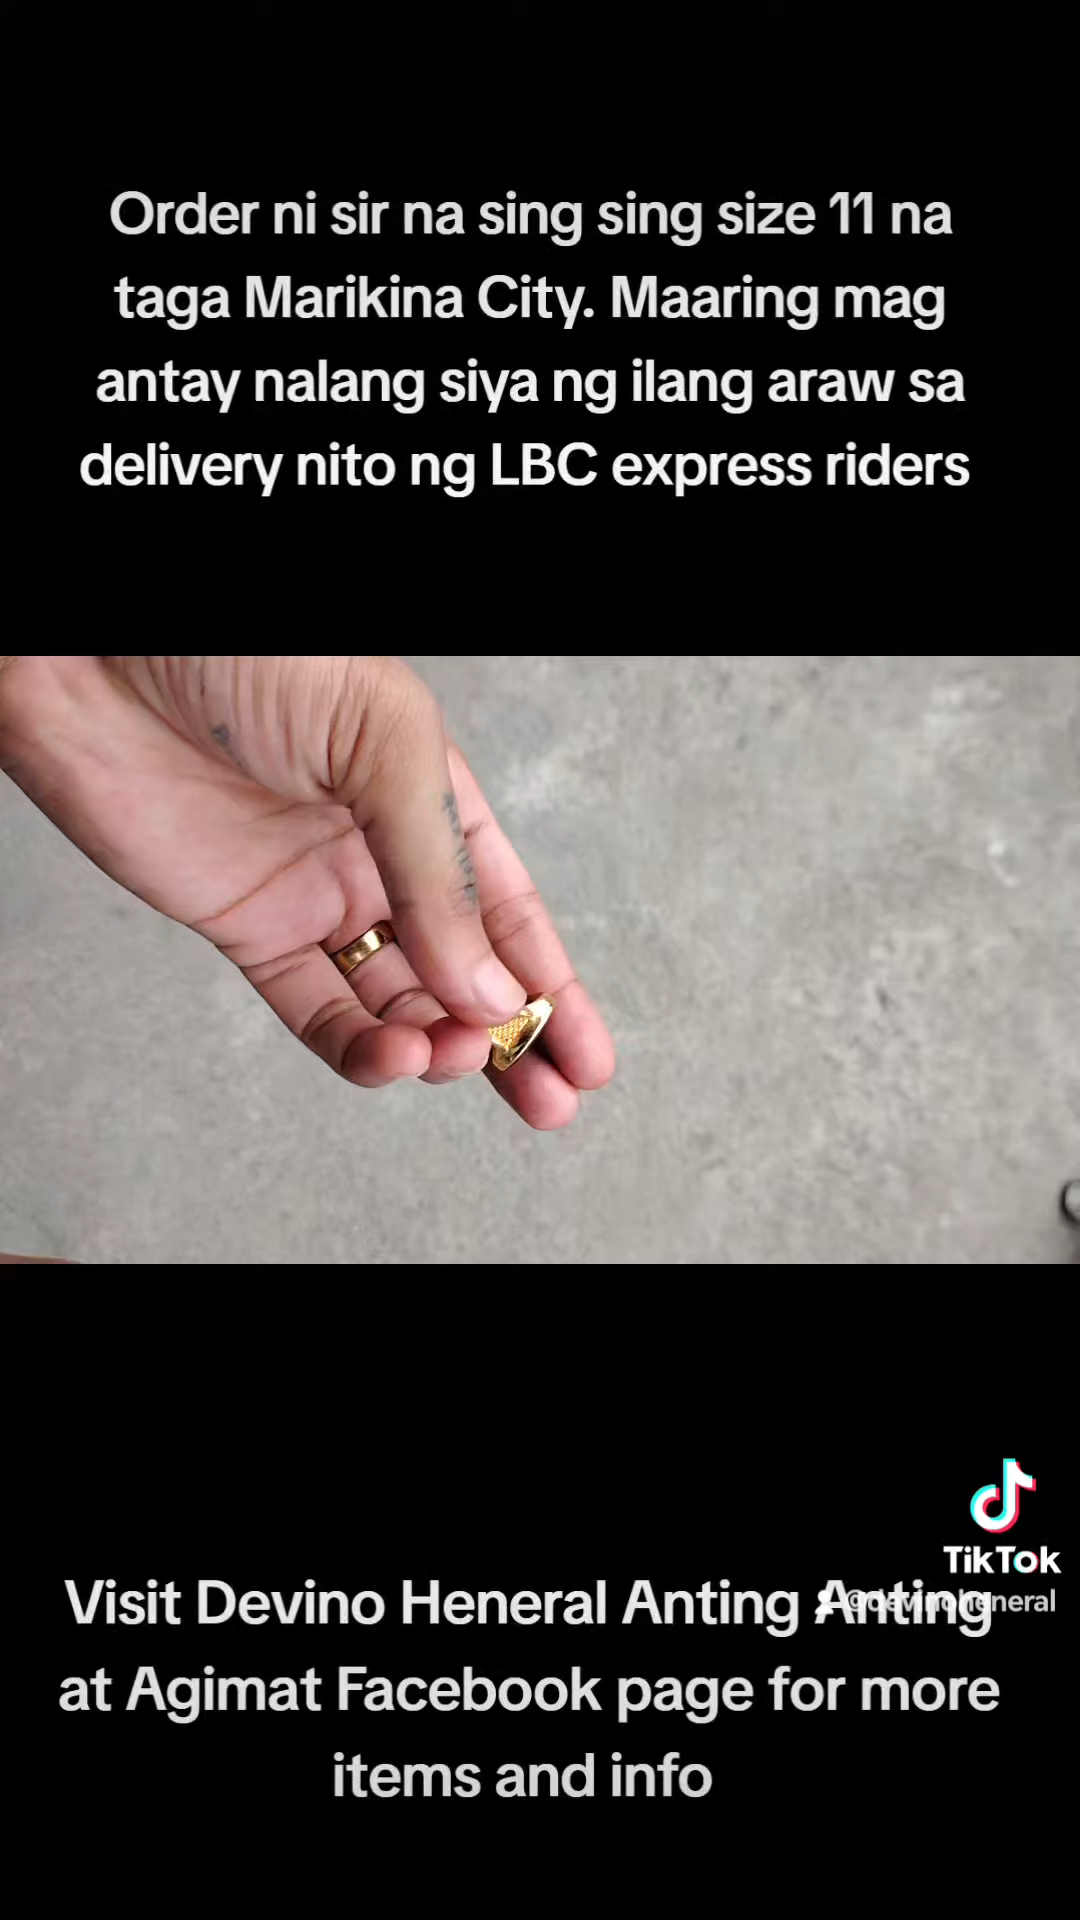 Order ni sir na sing sing size 11 na
taga Marikina City. Maaring mag
antay nalang siya ng ilang araw sa
delivery nito ng LBC express riders
TikTok
Visit Devino Heneral Anting Anting
@devinoheneral
at Agimat Facebook page for more
items and info